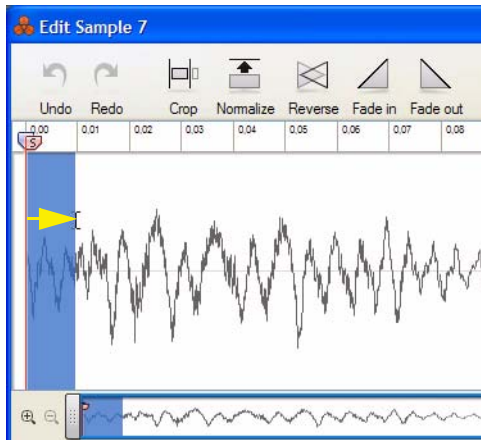 Edit Sample 7
Undo Redo Crop Normalize Reverse Fade in Fade out
0,00 0,01 0,02 0,03 0,04 0,05 0,06 0,07 0,08
S